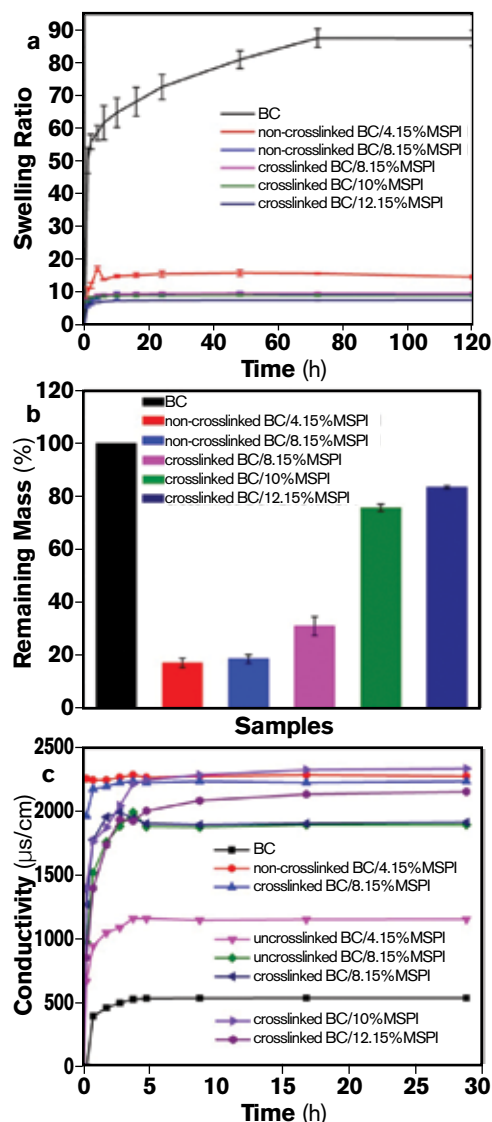 a
90
80
70
60
50
40
30
20
10
0
Swelling Ratio
BC
non-crosslinked BC/4.15%MSPI
non-crosslinked BC/8.15%MSPI
crosslinked BC/8.15%MSPI
crosslinked BC/10%MSPI
crosslinked BC/12.15%MSPI
0 20 40 60 80 100 120
Time (h)
b
120
100
80
60
40
20
0
Remaining Mass (%)
BC
non-crosslinked BC/4.15%MSPI
non-crosslinked BC/8.15%MSPI
crosslinked BC/8.15%MSPI
crosslinked BC/10%MSPI
crosslinked BC/12.15%MSPI
Samples
c
2500
2000
1500
1000
500
0
Conductivity (μs/cm)
BC
non-crosslinked BC/4.15%MSPI
crosslinked BC/8.15%MSPI
uncrosslinked BC/4.15%MSPI
uncrosslinked BC/8.15%MSPI
crosslinked BC/8.15%MSPI
crosslinked BC/10%MSPI
crosslinked BC/12.15%MSPI
0 5 10 15 20 25 30
Time (h)